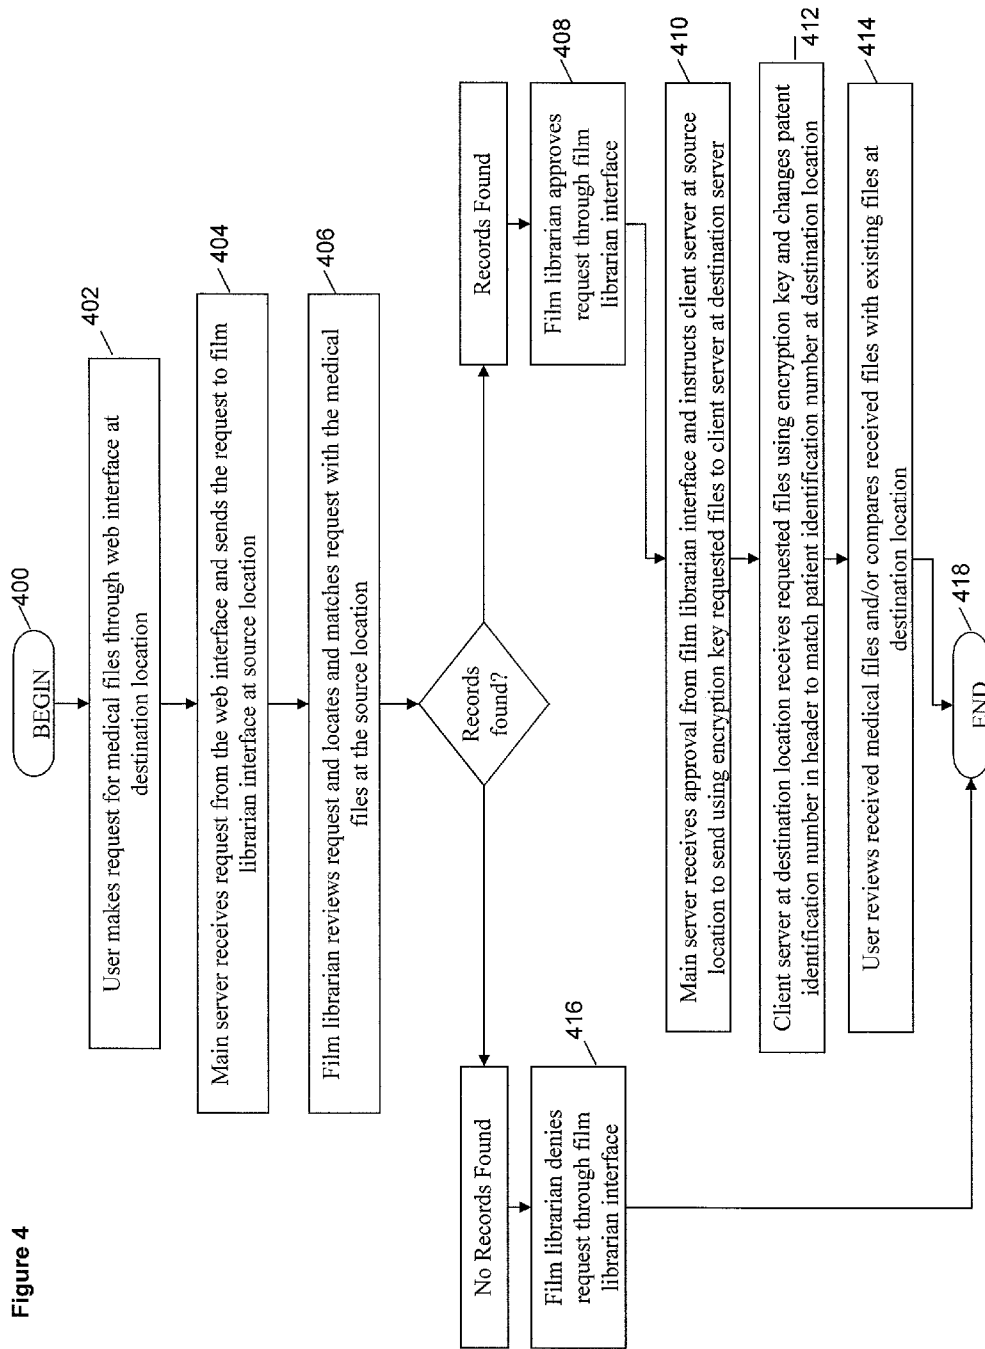 Figure 4
400
BEGIN
402
User makes request for medical files through web interface at
destination location
404
Main server receives request from the web interface and sends the request to film
librarian interface at source location
406
Film librarian reviews request and locates and matches request with the medical
files at the source location
Records
found?
No Records Found
416
Film librarian denies
request through film
librarian interface
Records Found
408
Film librarian approves
request through film
librarian interface
410
Main server receives approval from film librarian interface and instructs client server at source
location to send using encryption key requested files to client server at destination server
412
Client server at destination location receives requested files using encryption key and changes patent
identification number in header to match patient identification number at destination location
414
User reviews received medical files and/or compares received files with existing files at
destination location
418
END